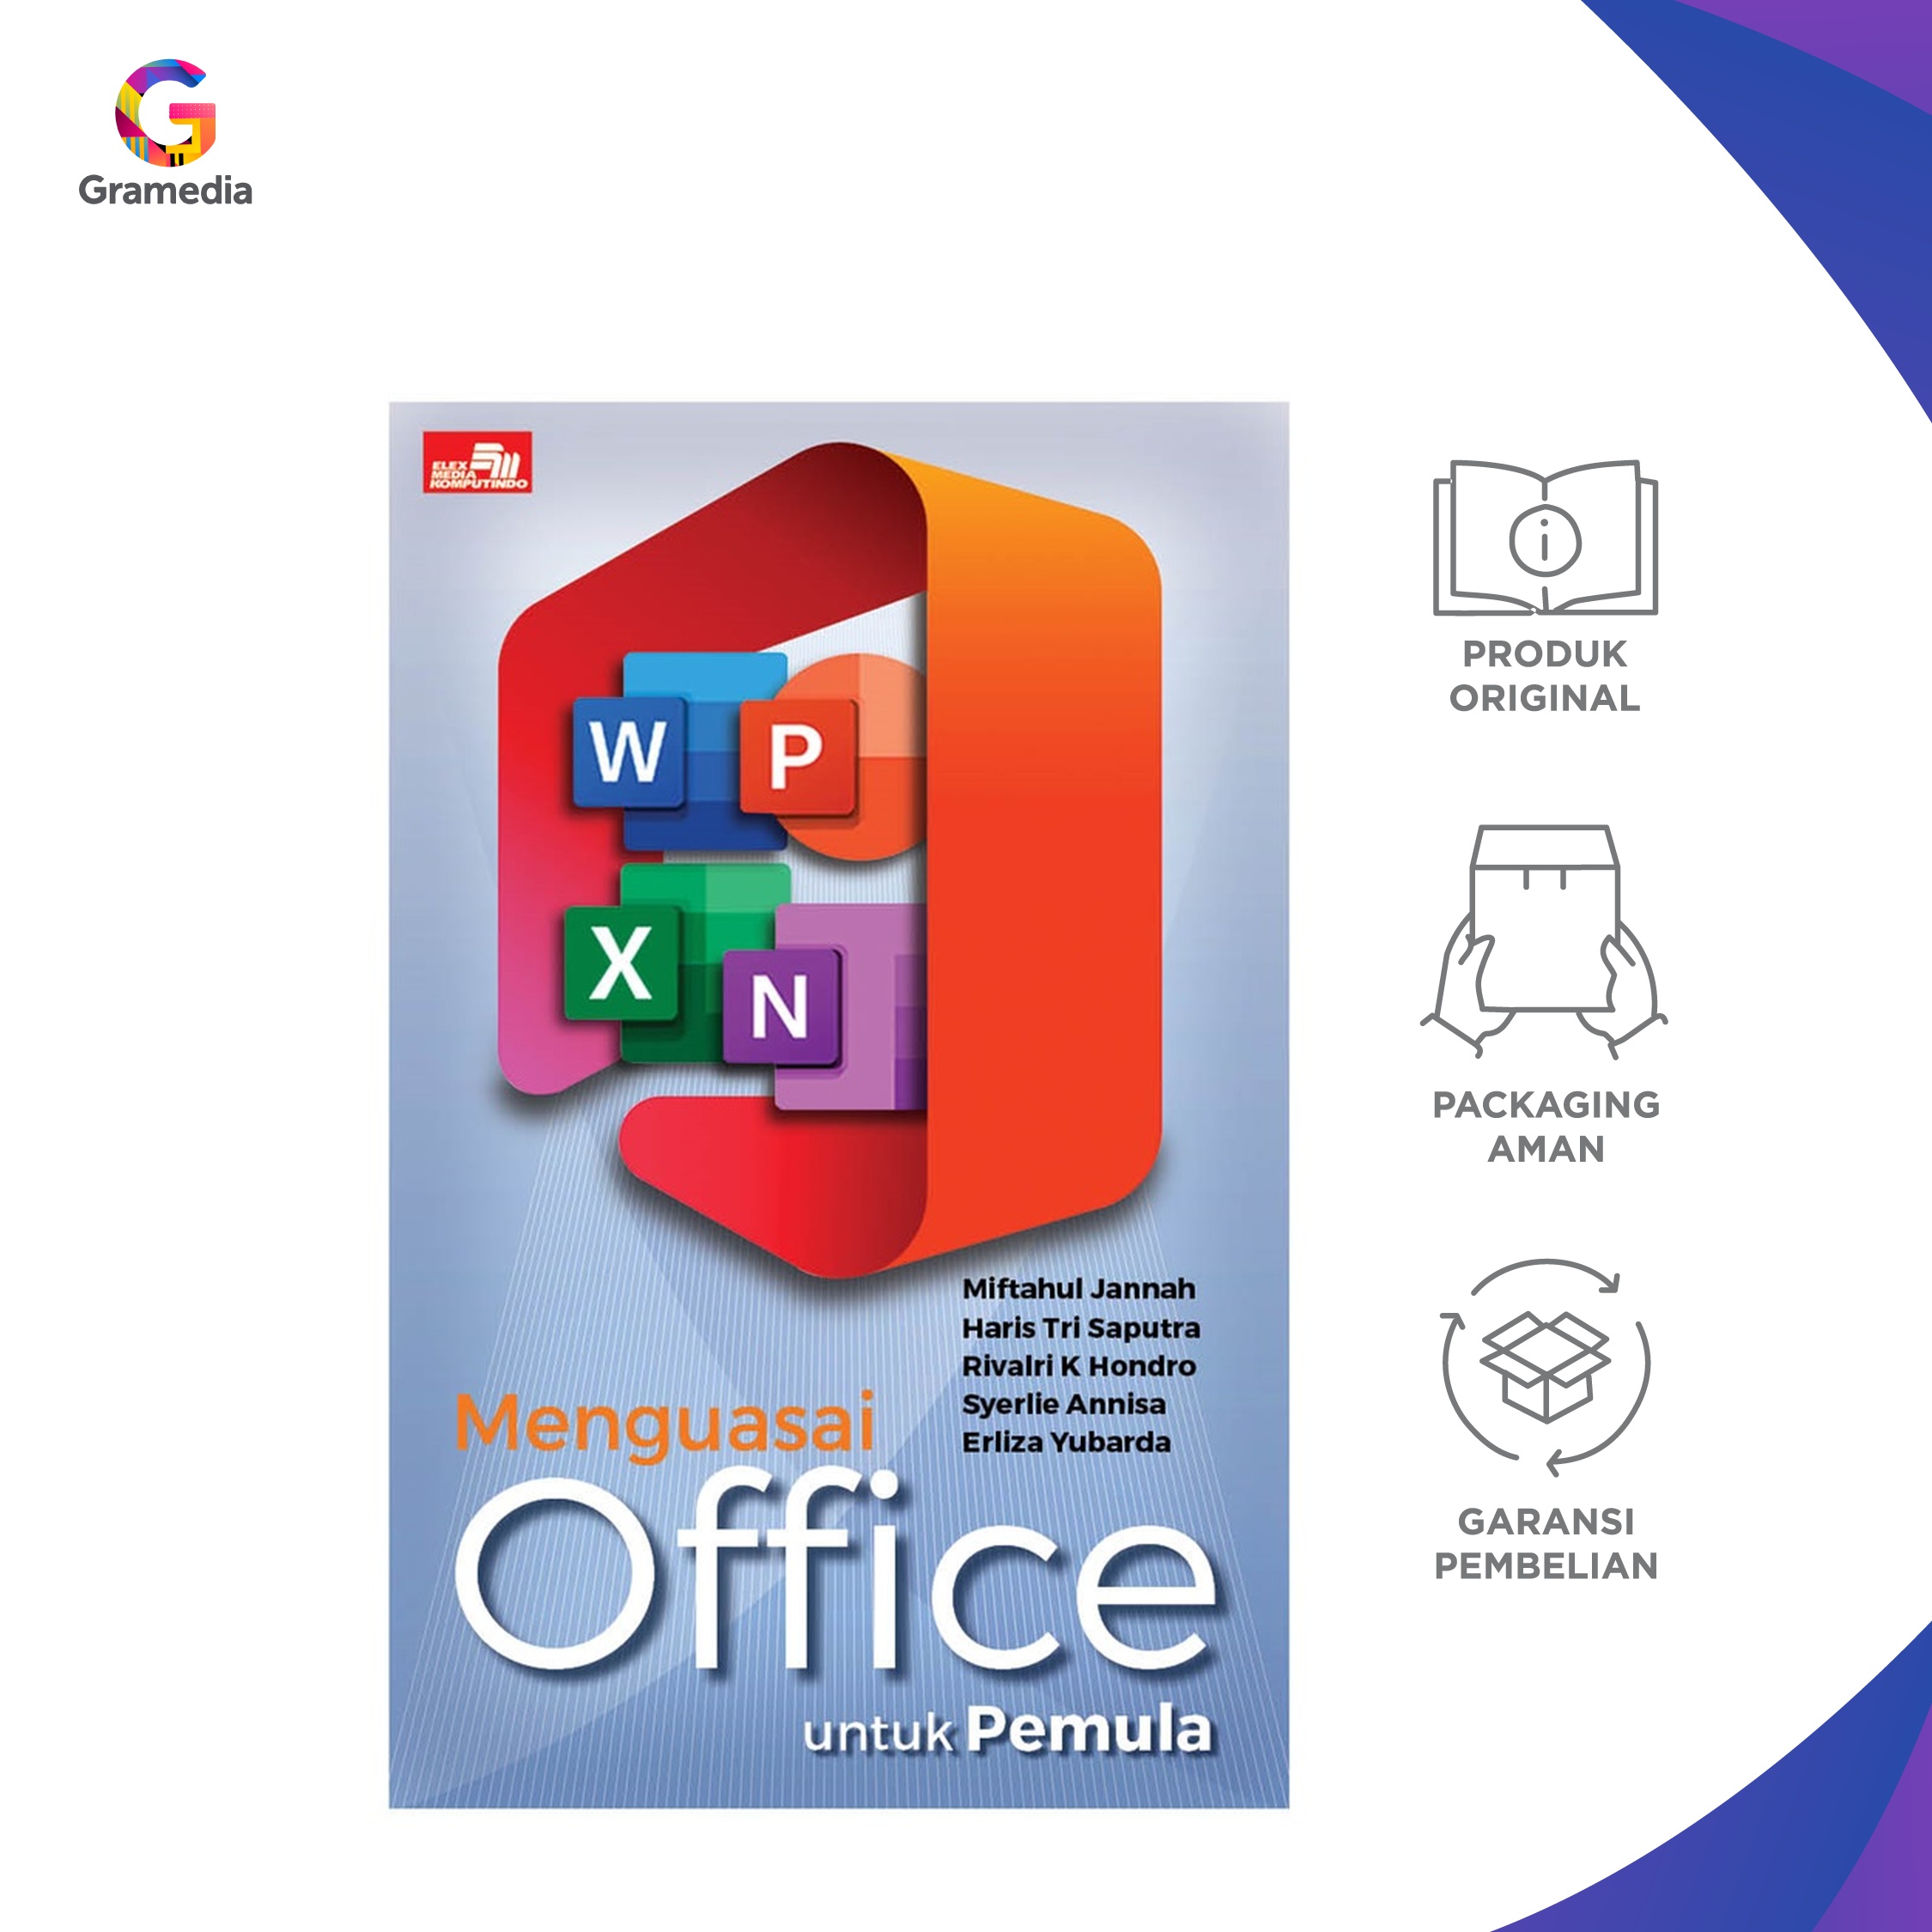 Gramedia
ELEX
MEDIA
KOMPUTINDO
W
P
X
N
Miftahul Jannah
Haris Tri Saputra
Rivalri K Hondro
Syerlie Annisa
Erliza Yubarda
Menguasai
Office
untuk Pemula
i
PRODUK
ORIGINAL
PACKAGING
AMAN
GARANSI
PEMBELIAN